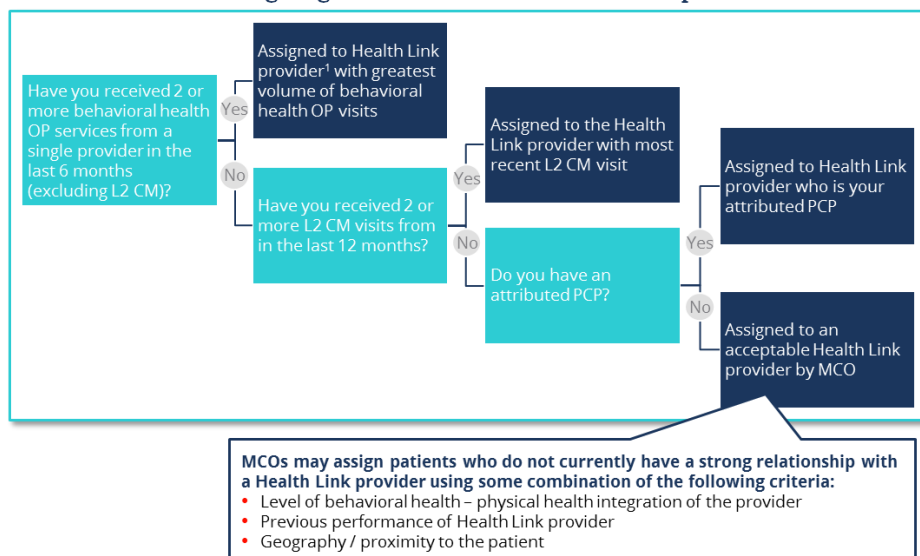 Have you received 2 or
more behavioral health
OP services from a
single provider in the
last 6 months
(excluding L2 CM)?
Yes
No
Assigned to Health Link
provider¹ with greatest
volume of behavioral
health OP visits
Have you received 2 or
more L2 CM visits from
in the last 12 months?
Yes
No
Assigned to the Health
Link provider with most
recent L2 CM visit
Do you have an
attributed PCP?
Yes
No
Assigned to Health Link
provider who is your
attributed PCP
Assigned to an
acceptable Health Link
provider by MCO
MCOs may assign patients who do not currently have a strong relationship with
a Health Link provider using some combination of the following criteria:
• Level of behavioral health – physical health integration of the provider
• Previous performance of Health Link provider
• Geography / proximity to the patient